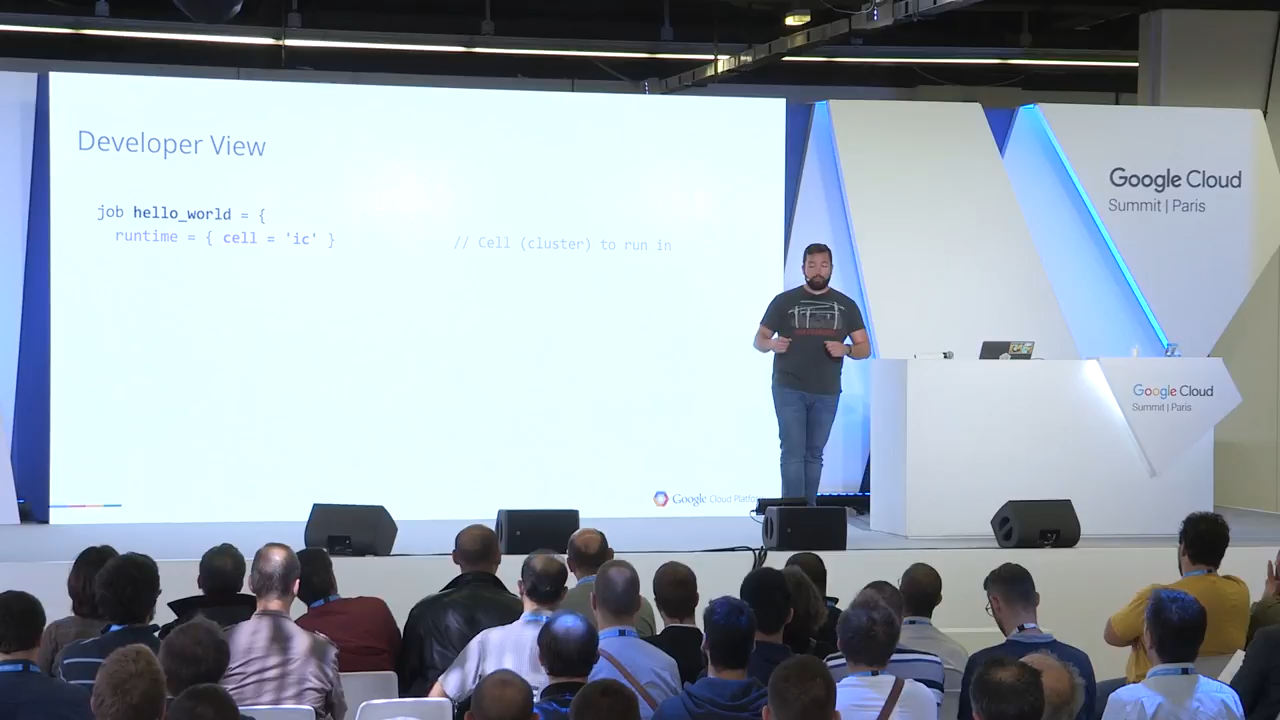 Developer View
job hello_world = {
runtime = { cell = 'ic' } // Cell (cluster) to run in
Google Cloud Platfo
Google Cloud
Summit | Paris
Google Cloud
Summit | Paris